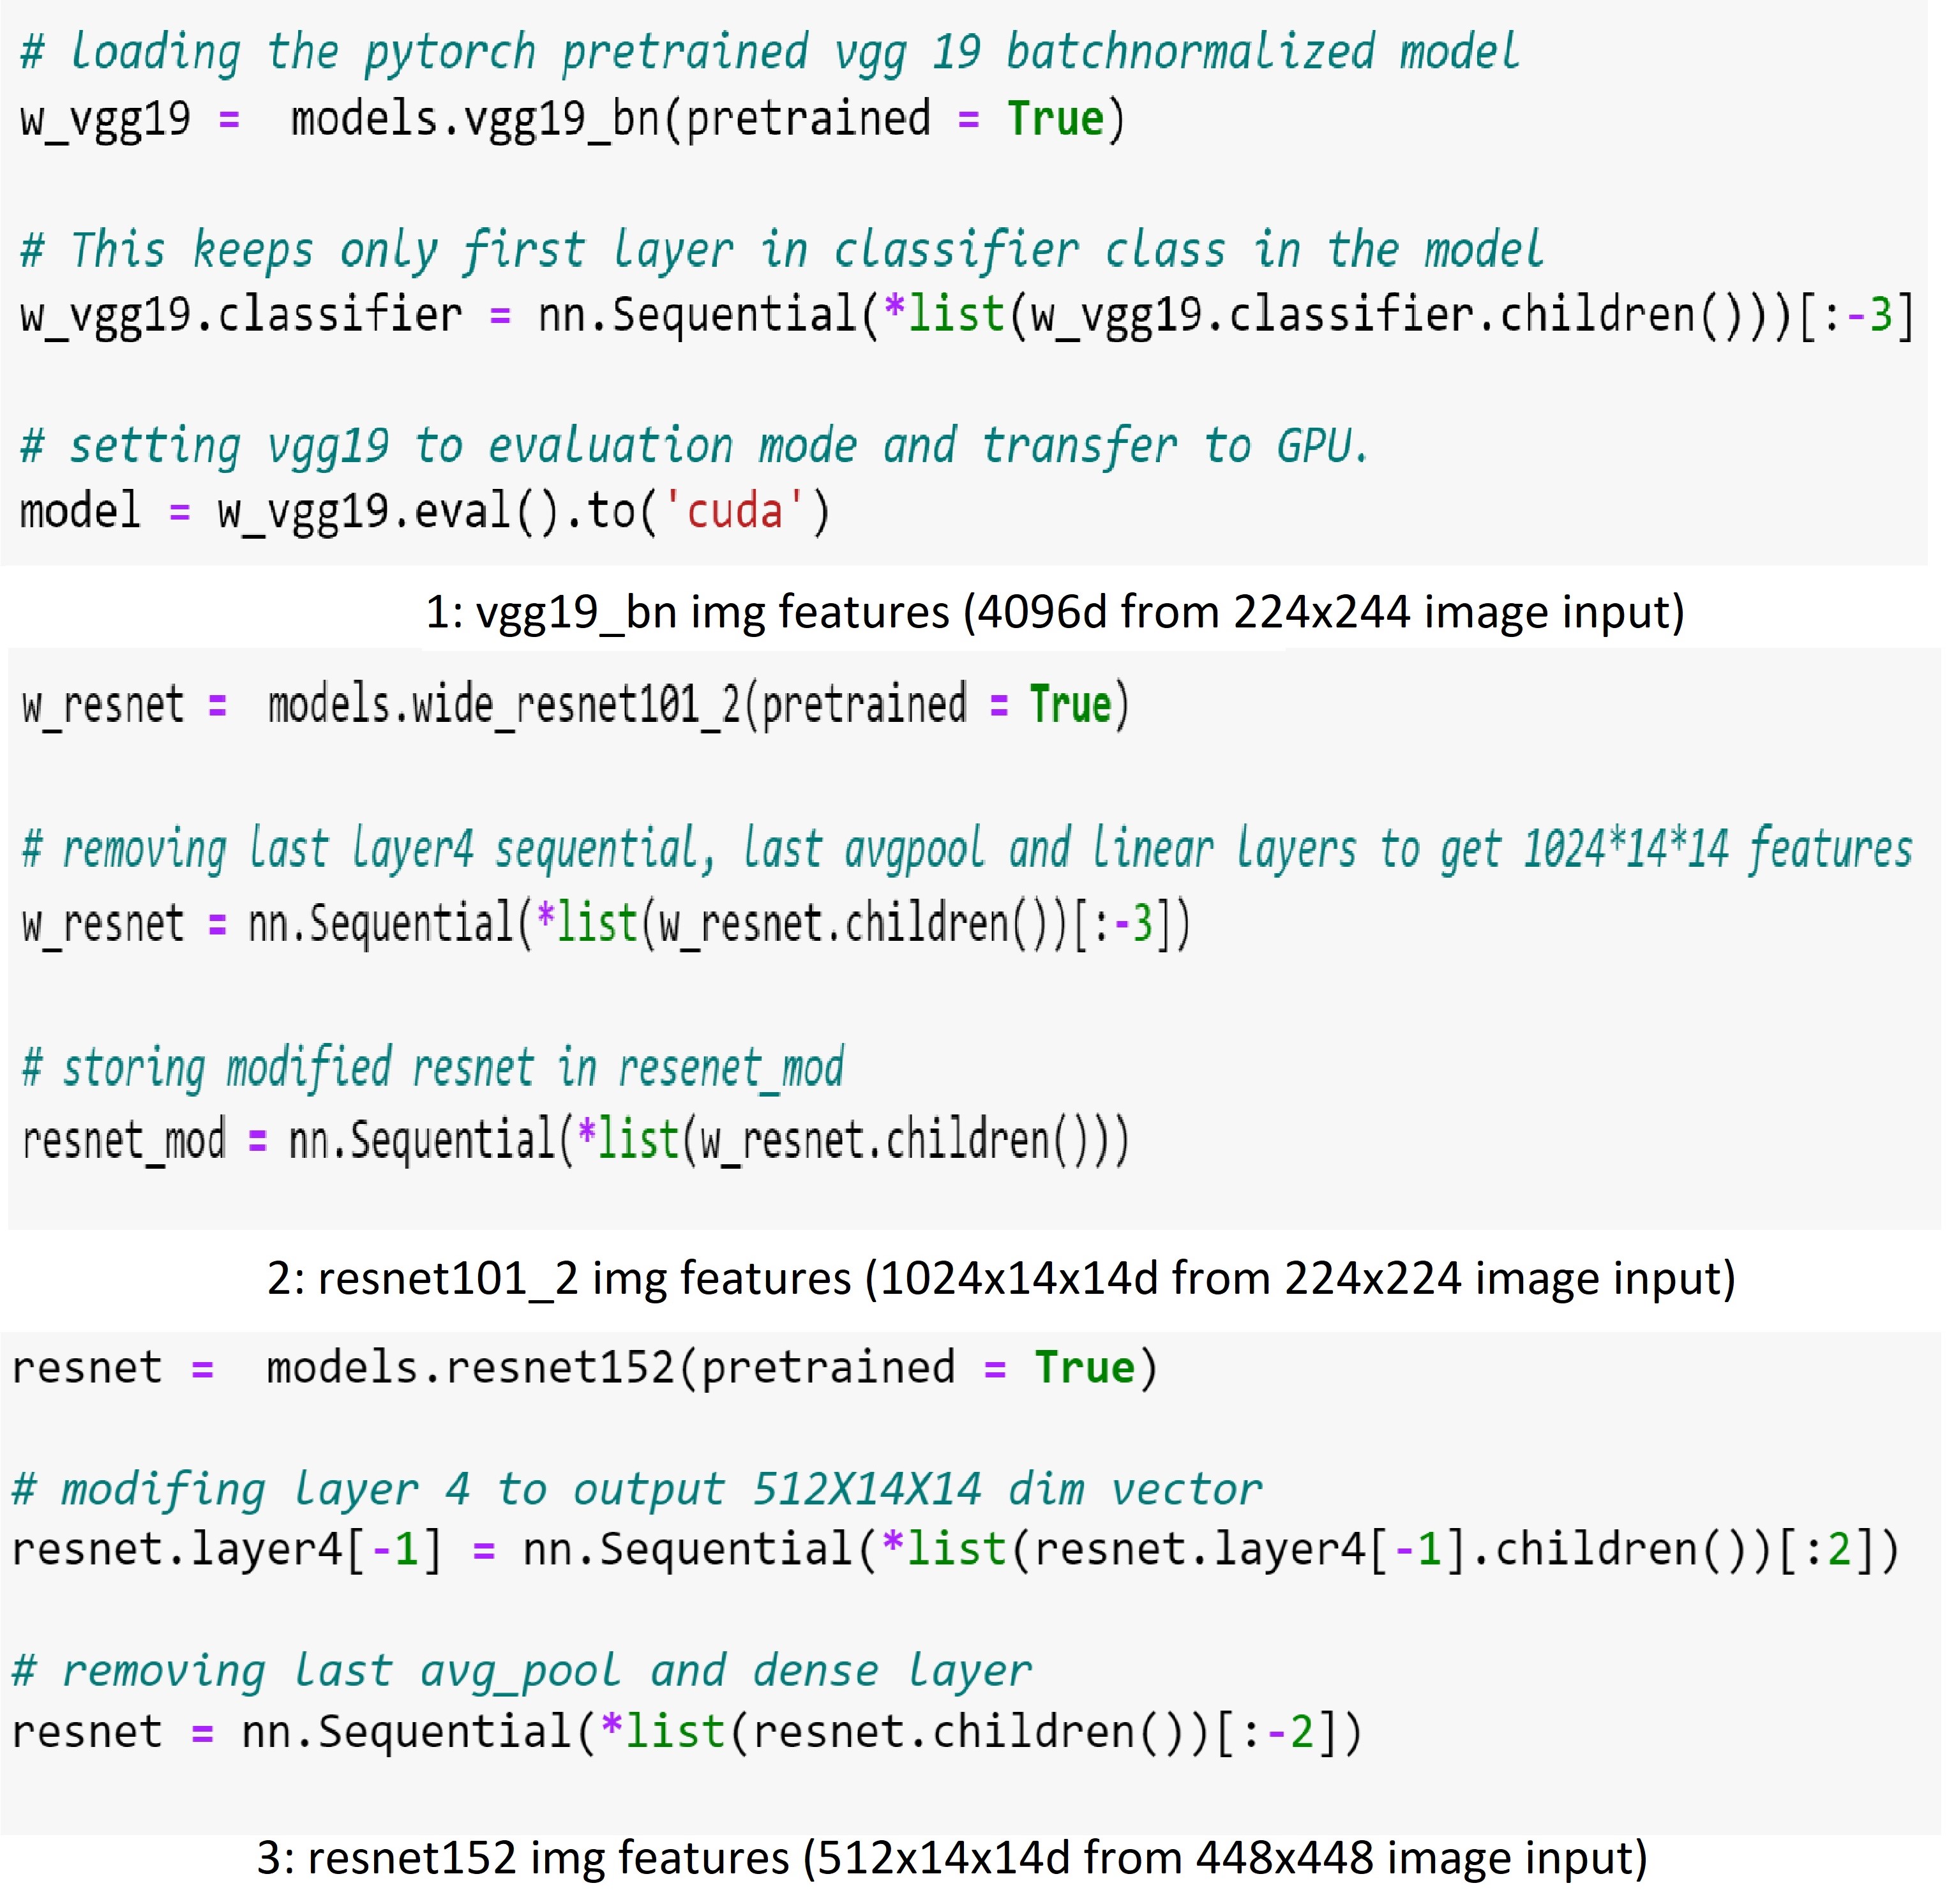 # loading the pytorch pretrained vgg 19 batchnormalized model
w_vgg19 = models.vgg19_bn(pretrained = True)
# This keeps only first layer in classifier class in the model
w_vgg19.classifier = nn.Sequential(*list(w_vgg19.classifier.children()))[:-3]
# setting vgg19 to evaluation mode and transfer to GPU.
model = w_vgg19.eval().to('cuda')
1: vgg19_bn img features (4096d from 224x244 image input)
w_resnet = models.wide_resnet101_2(pretrained = True)
# removing last layer4 sequential, last avgpool and linear layers to get 1024*14*14 features
w_resnet = nn.Sequential(*list(w_resnet.children())[:-3])
# storing modified resnet in resenet_mod
resnet_mod = nn.Sequential(*list(w_resnet.children()))
2: resnet101_2 img features (1024x14x14d from 224x224 image input)
resnet = models.resnet152(pretrained = True)
# modifing layer 4 to output 512X14X14 dim vector
resnet.layer4[-1] = nn.Sequential(*list(resnet.layer4[-1].children())[:2])
# removing last avg_pool and dense layer
resnet = nn.Sequential(*list(resnet.children())[:-2])
3: resnet152 img features (512x14x14d from 448x448 image input)